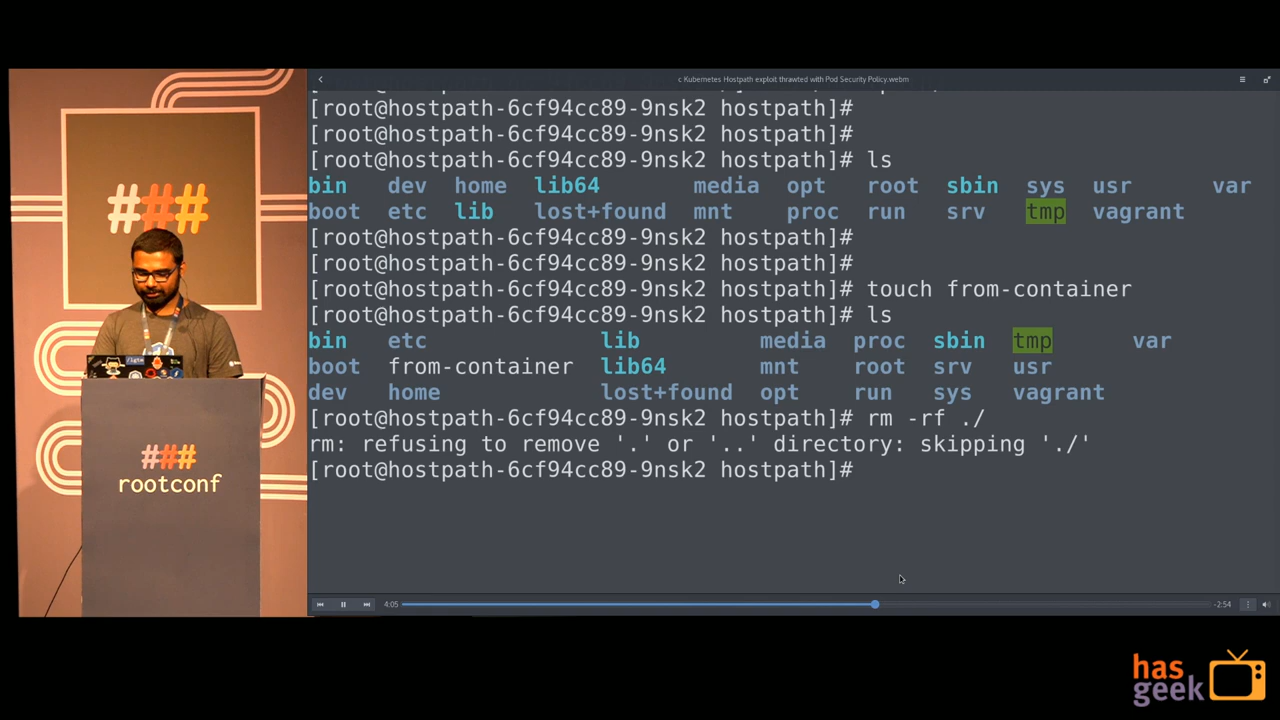 ###
###
rootconf
c Kubernetes Hostpath exploit thrawted with Pod Security Policy.webm
[root@hostpath-6cf94cc89-9nsk2 hostpath]#
[root@hostpath-6cf94cc89-9nsk2 hostpath]#
[root@hostpath-6cf94cc89-9nsk2 hostpath]# ls
bin dev home lib64 media opt root sbin sys usr var
boot etc lib lost+found mnt proc run srv tmp vagrant
[root@hostpath-6cf94cc89-9nsk2 hostpath]#
[root@hostpath-6cf94cc89-9nsk2 hostpath]#
[root@hostpath-6cf94cc89-9nsk2 hostpath]# touch from-container
[root@hostpath-6cf94cc89-9nsk2 hostpath]# ls
bin etc lib media proc sbin tmp var
boot from-container lib64 mnt root srv usr
dev home lost+found opt run sys vagrant
[root@hostpath-6cf94cc89-9nsk2 hostpath]# rm -rf ./
rm: refusing to remove '.' or '..' directory: skipping './'
[root@hostpath-6cf94cc89-9nsk2 hostpath]#
4:05 -2:54
has
geek